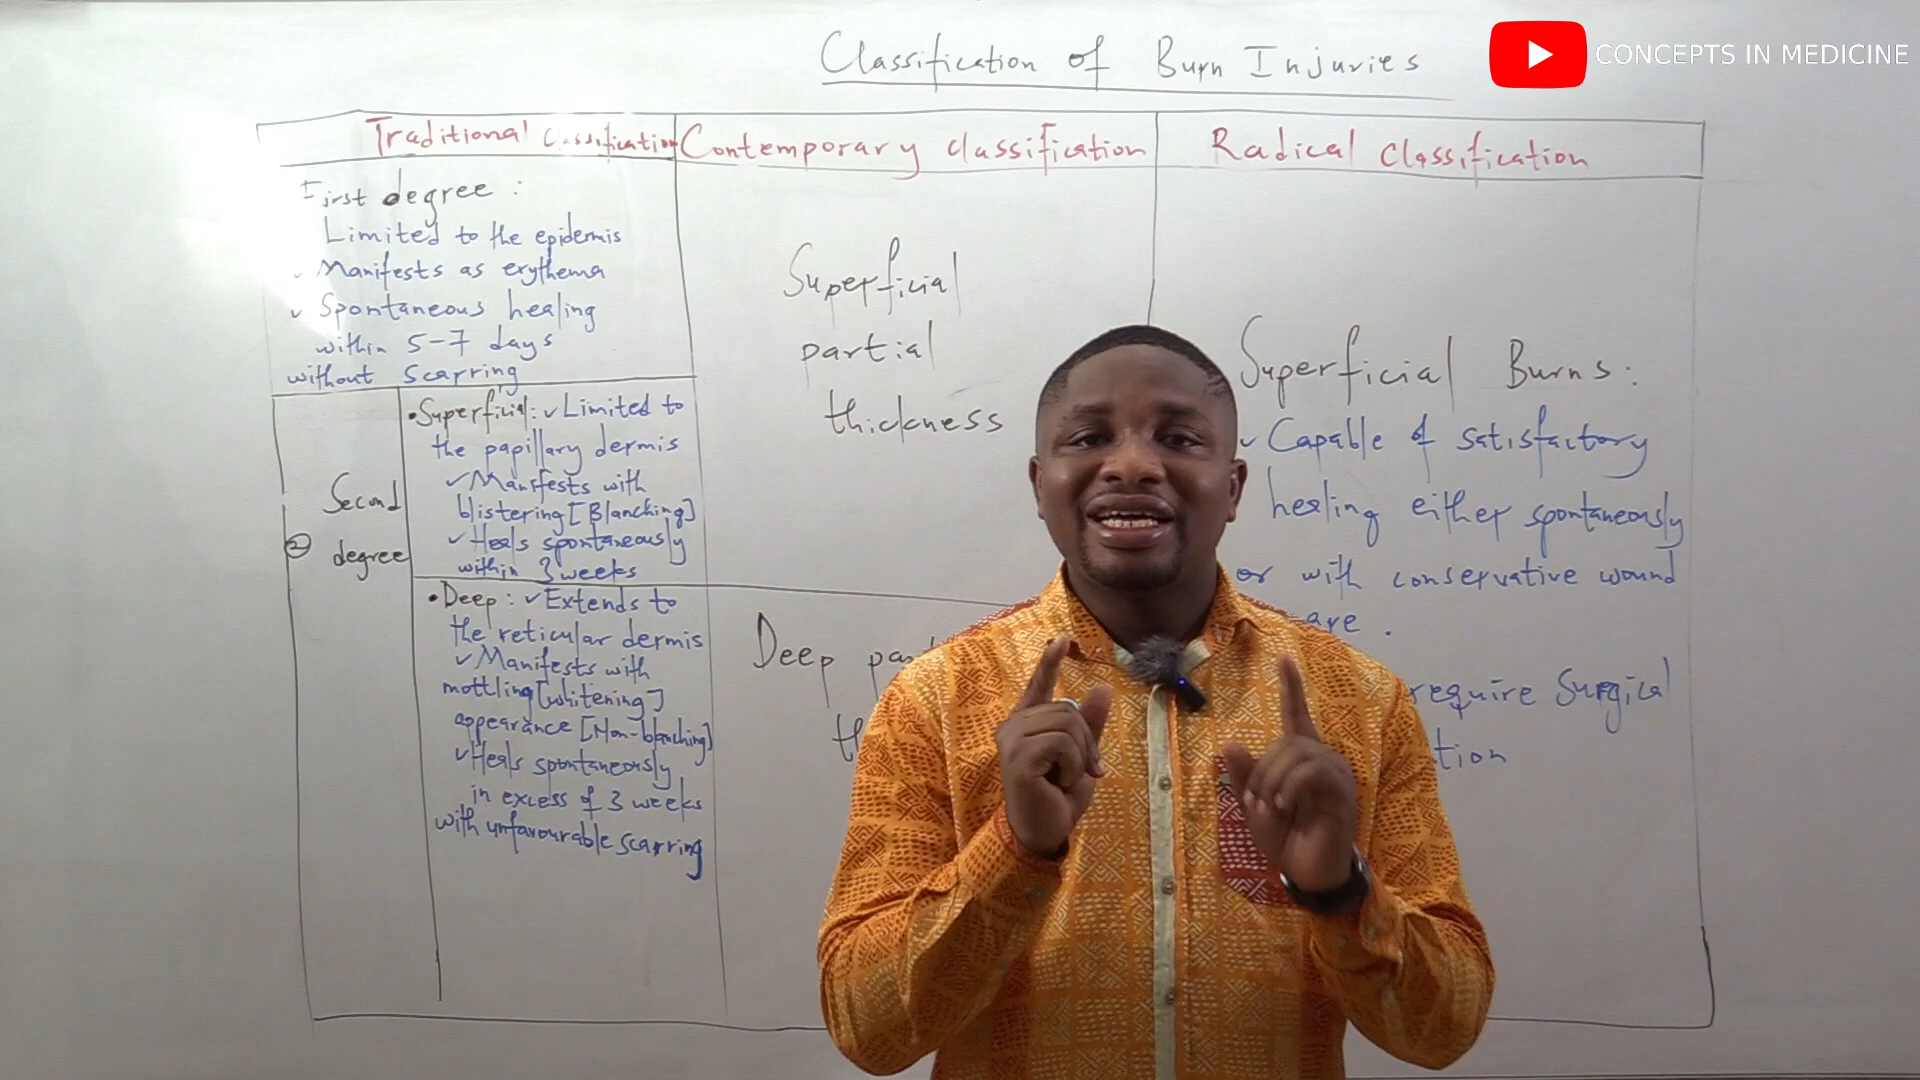 Classification of Burn Injuries
CONCEPTS IN MEDICINE
Traditional Classification
Contemporary classification
Radical Classification
First degree :
Limited to the epidermis
✓ Manifests as erythema
✓ Spontaneous healing
within 5-7 days
without Scarring
② Second
degree
• Superficial: ✓ Limited to
the papillary dermis
✓ Manifests with
blistering [Blanching]
✓ Heals spontaneously
within 3 weeks
• Deep : ✓ Extends to
the reticular dermis
✓ Manifests with
mottling [whitening]
appearance [Non-blanching]
✓ Heals spontaneously
in excess of 3 weeks
with unfavourable scarring
Superficial
partial
thickness
Deep
Superficial Burns:
✓ Capable of satisfactory
healing either spontaneously
or with conservative wound
require Surgical